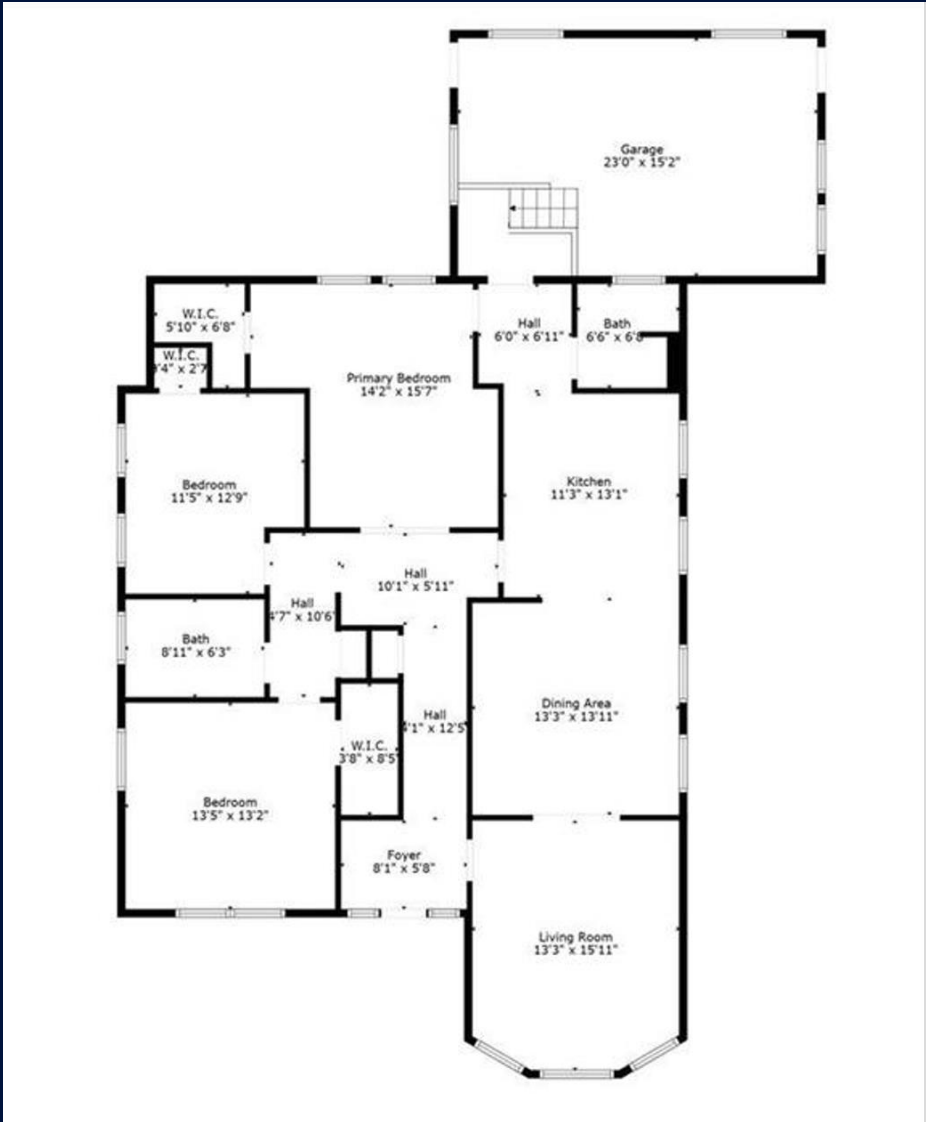 Garage
23'0" x 15'2"
W.I.C.
5'10" x 6'8"
Hall
6'0" x 6'11"
Bath
6'6" x 6'8
W.I.C.
'4" x 2'7
Primary Bedroom
14'2" x 15'7"
Bedroom
11'5" x 12'9"
Kitchen
11'3" x 13'1"
Hall
10'1" x 5'11"
Hall
4'7" x 10'6"
Bath
8'11" x 6'3"
Dining Area
13'3" x 13'11"
Hall
4'1" x 12'5
W.I.C.
3'8" x 8'5"
Bedroom
13'5" x 13'2"
Foyer
8'1" x 5'8"
Living Room
13'3" x 15'11"